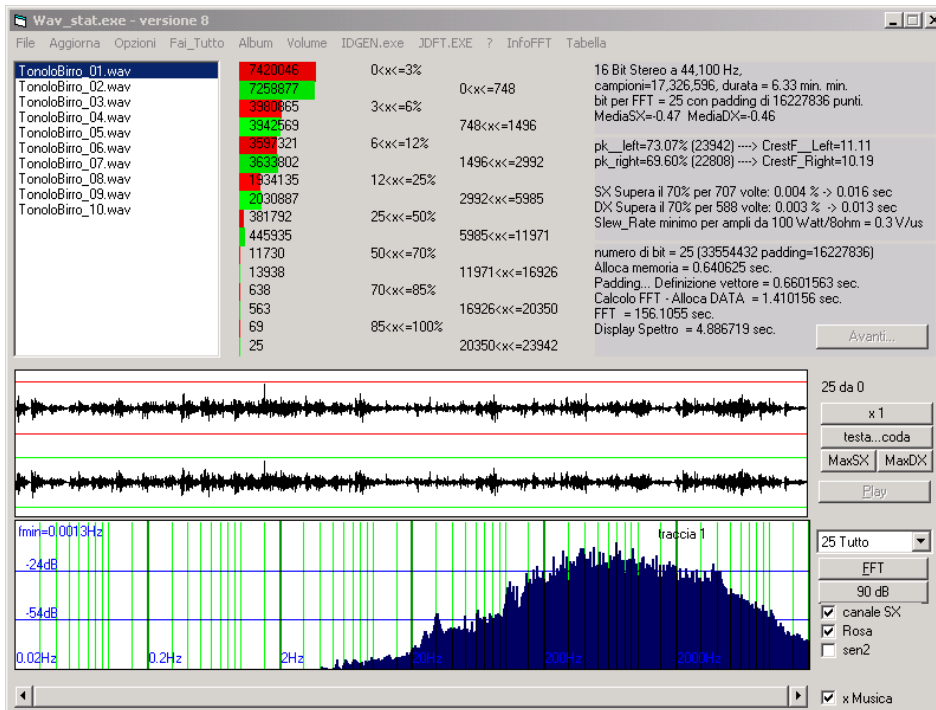 Wav_stat.exe - versione 8
File Aggiorna Opzioni Fai_Tutto Album Volume IDGEN.exe JDFT.EXE ? InfoFFT Tabella
TonoloBirro_01.wav
TonoloBirro_02.wav
TonoloBirro_03.wav
TonoloBirro_04.wav
TonoloBirro_05.wav
TonoloBirro_06.wav
TonoloBirro_07.wav
TonoloBirro_08.wav
TonoloBirro_09.wav
TonoloBirro_10.wav
7420046 0<x<=3%
7258877 0<x<=748
3980865 3<x<=6%
3942569 748<x<=1496
3597321 6<x<=12%
3633802 1496<x<=2992
1934135 12<x<=25%
2030887 2992<x<=5985
381792 25<x<=50%
445935 5985<x<=11971
11730 50<x<=70%
13938 11971<x<=16926
638 70<x<=85%
563 16926<x<=20350
69 85<x<=100%
25 20350<x<=23942
16 Bit Stereo a 44,100 Hz,
campioni=17,326,596, durata = 6.33 min. min.
bit per FFT = 25 con padding di 16227836 punti.
MediaSX=-0.47 MediaDX=-0.46
pk__left=73.07% (23942) ----> CrestF__Left=11.11
pk_right=69.60% (22808) ----> CrestF_Right=10.19
SX Supera il 70% per 707 volte: 0.004 % -> 0.016 sec
DX Supera il 70% per 588 volte: 0.003 % -> 0.013 sec
Slew_Rate minimo per ampli da 100 Watt/8ohm = 0.3 V/us
numero di bit = 25 (33554432 padding=16227836)
Alloca memoria = 0.640625 sec.
Padding... Definizione vettore = 0.6601563 sec.
Calcolo FFT - Alloca DATA = 1.410156 sec.
FFT = 156.1055 sec.
Display Spettro = 4.886719 sec.
Avanti...
25 da 0
x 1
testa...coda
MaxSX MaxDX
Play
fmin=0.0013Hz traccia 1
-24dB
-54dB
0.02Hz 0.2Hz 2Hz 20Hz 200Hz 2000Hz
25 Tutto
FFT
90 dB
canale SX
Rosa
sen2
x Musica